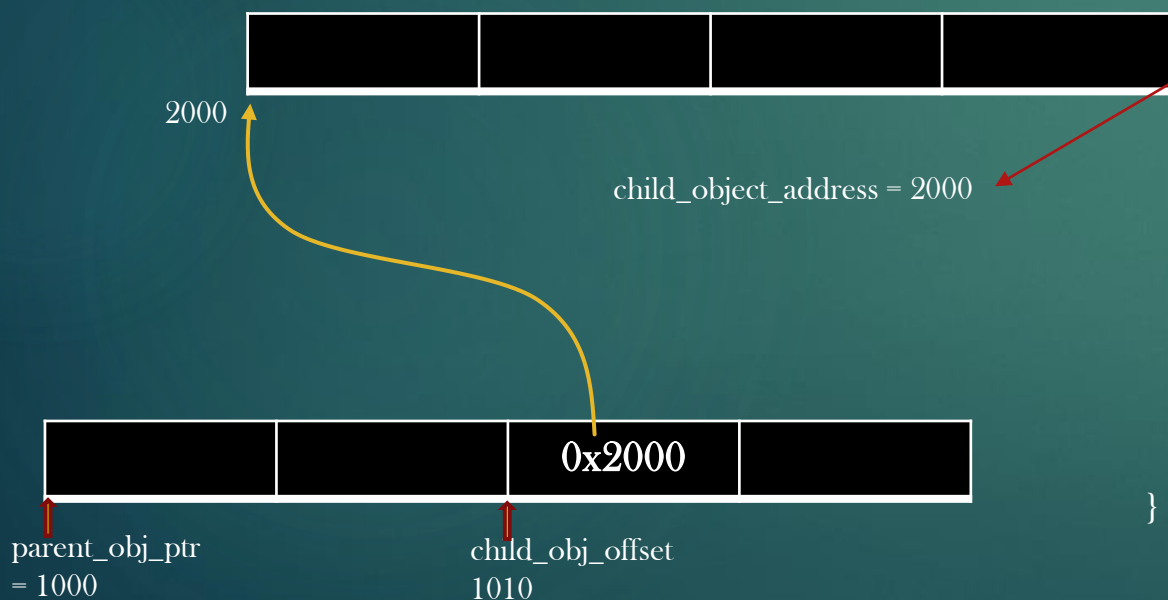 2000
child_object_address = 2000
0x2000
}
parent_obj_ptr
= 1000
child_obj_offset
1010